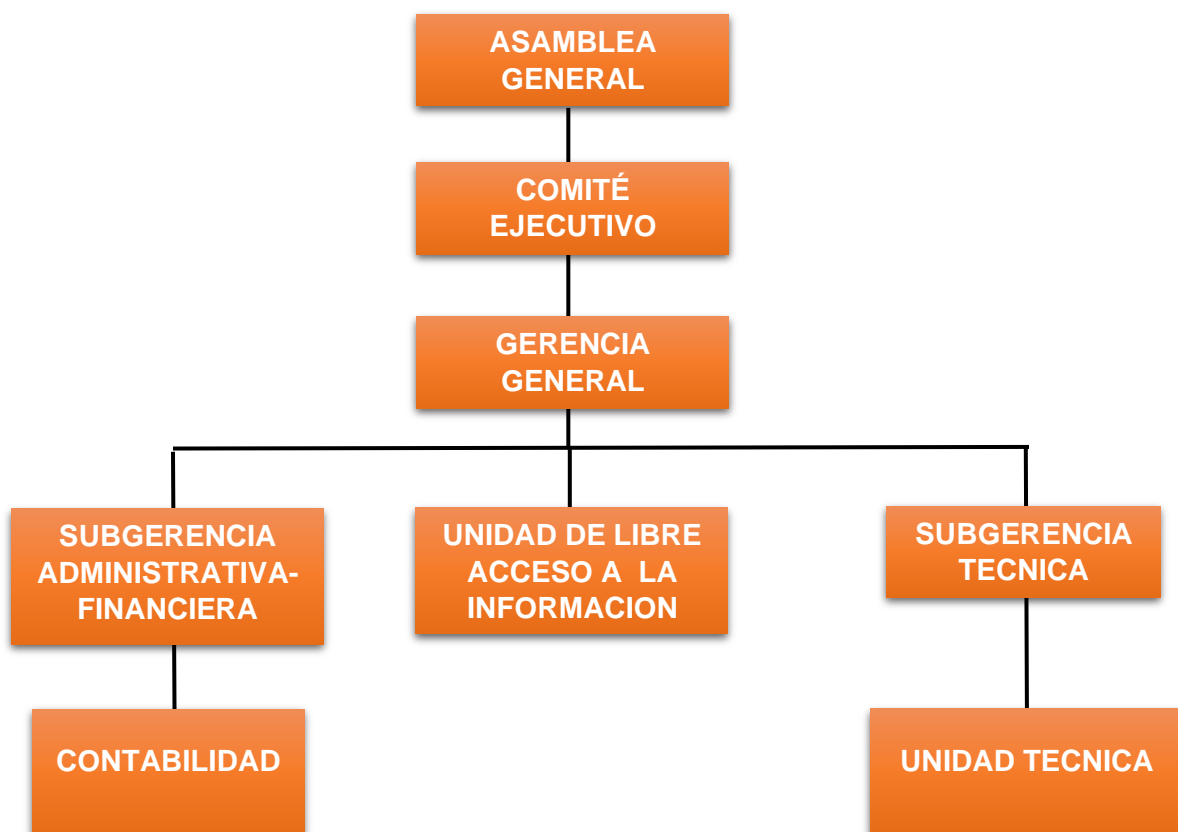 ASAMBLEA
GENERAL
COMITÉ
EJECUTIVO
GERENCIA
GENERAL
SUBGERENCIA
ADMINISTRATIVA-
FINANCIERA
UNIDAD DE LIBRE
ACCESO A  LA
INFORMACION
SUBGERENCIA
TECNICA
CONTABILIDAD
UNIDAD TECNICA